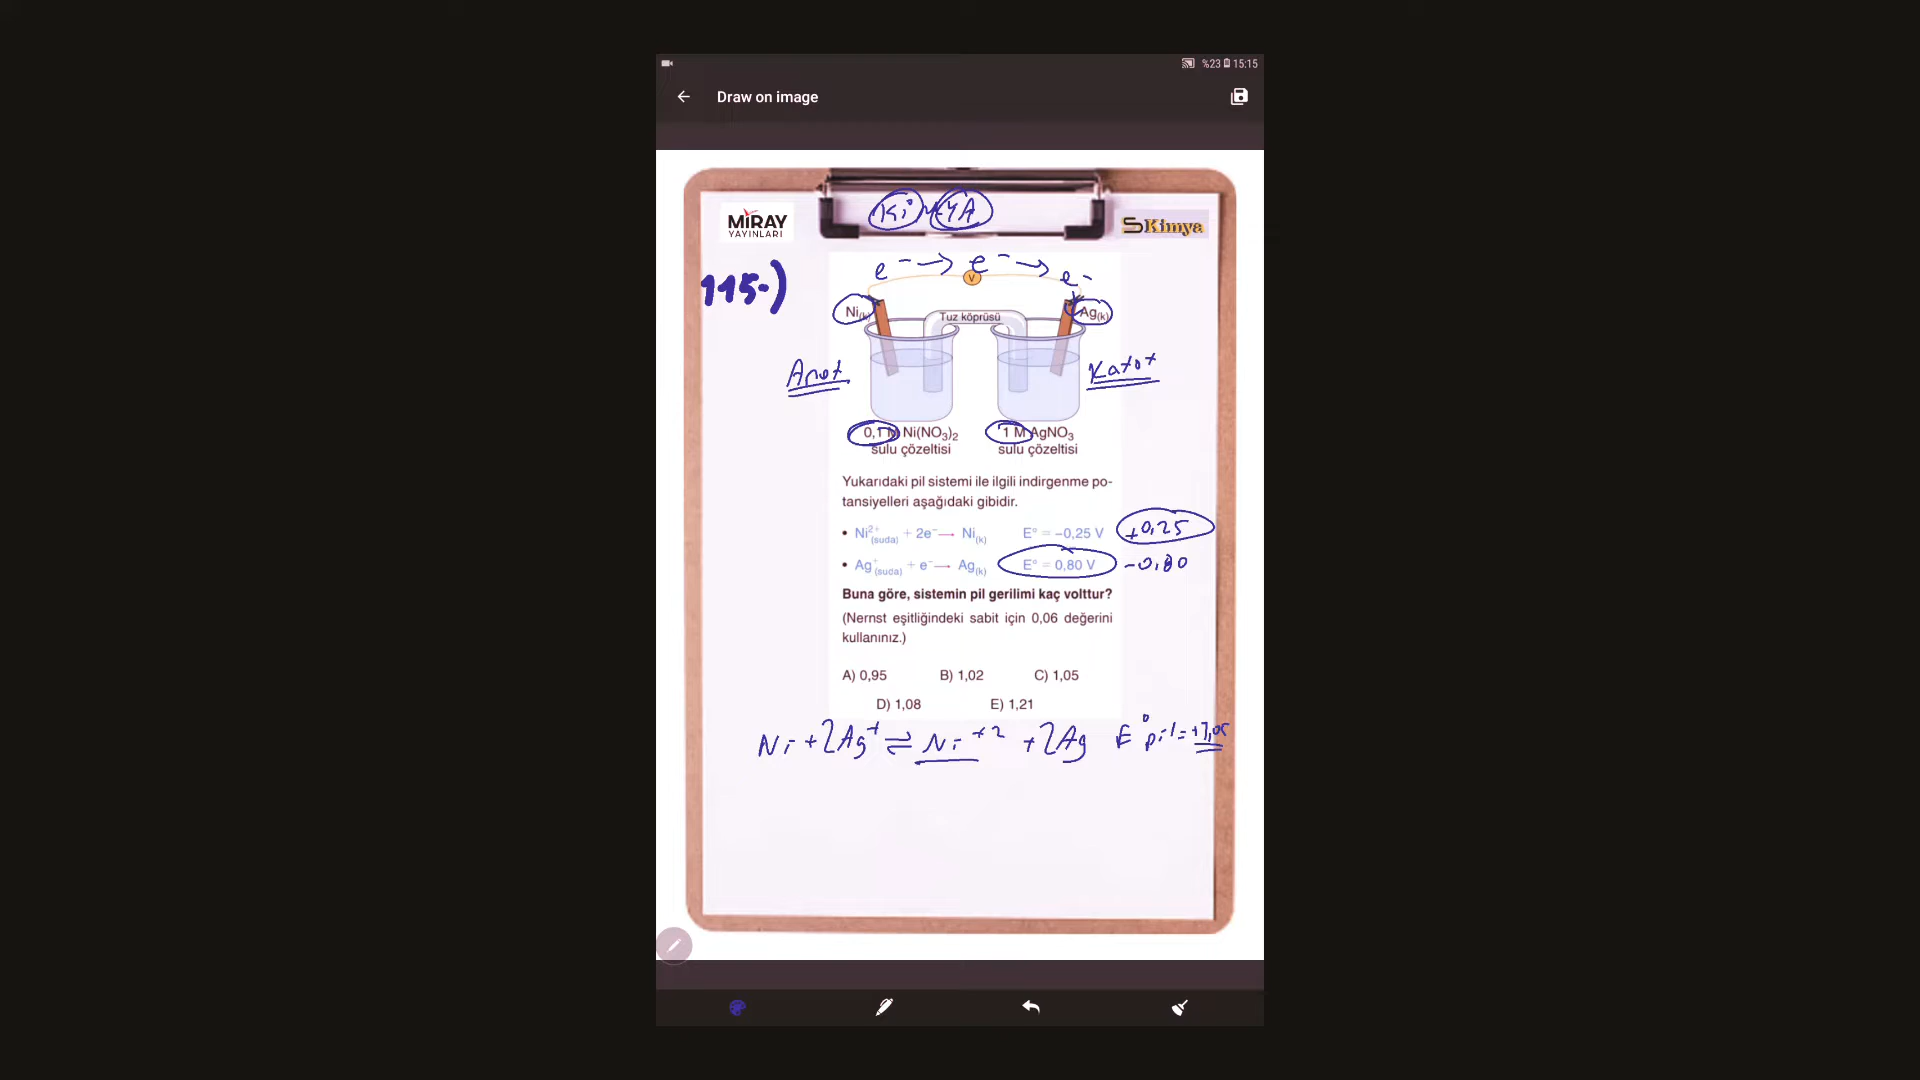 %23 15:15
Draw on image
MİRAY
YAYINLARI
KİMYA
SKimya
115-)
e⁻ → e⁻ → e⁻
V
Ni(k)
Tuz köprüsü
Ag(k)
Anot
Katot
0,1 M Ni(NO3)2
sulu çözeltisi
1 M AgNO3
sulu çözeltisi
Yukarıdaki pil sistemi ile ilgili indirgenme po-
tansiyelleri aşağıdaki gibidir.
• Ni²⁺(suda) + 2e⁻ → Ni(k) E° = –0,25 V +0,25
• Ag⁺(suda) + e⁻ → Ag(k) E° = 0,80 V -0,80
Buna göre, sistemin pil gerilimi kaç volttur?
(Nernst eşitliğindeki sabit için 0,06 değerini
kullanınız.)
A) 0,95 B) 1,02 C) 1,05
D) 1,08 E) 1,21
Ni + 2Ag⁺ ⇌ Ni⁺² + 2Ag E° pil = +1,05